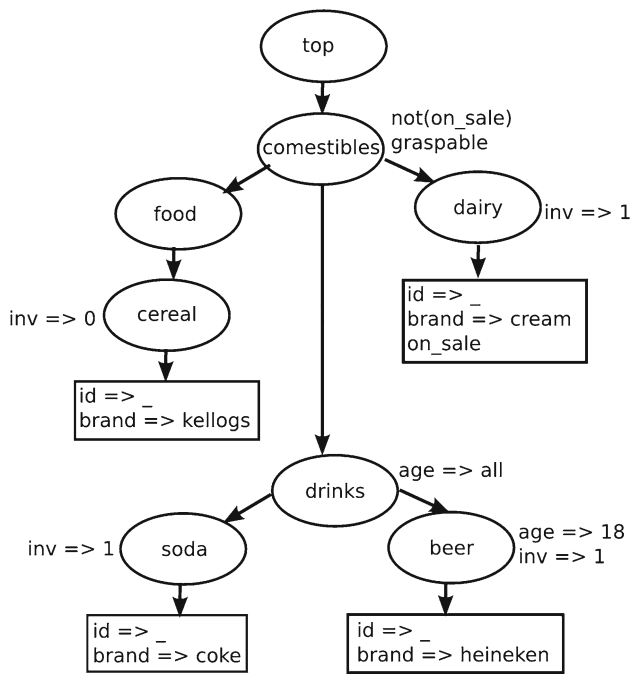 top
not(on_sale)
graspable
comestibles
food
dairy
inv => 1
id => _
brand => cream
on_sale
inv => 0
cereal
id => _
brand => kellogs
drinks
age => all
inv => 1
soda
beer
age => 18
inv => 1
id => _
brand => coke
id => _
brand => heineken